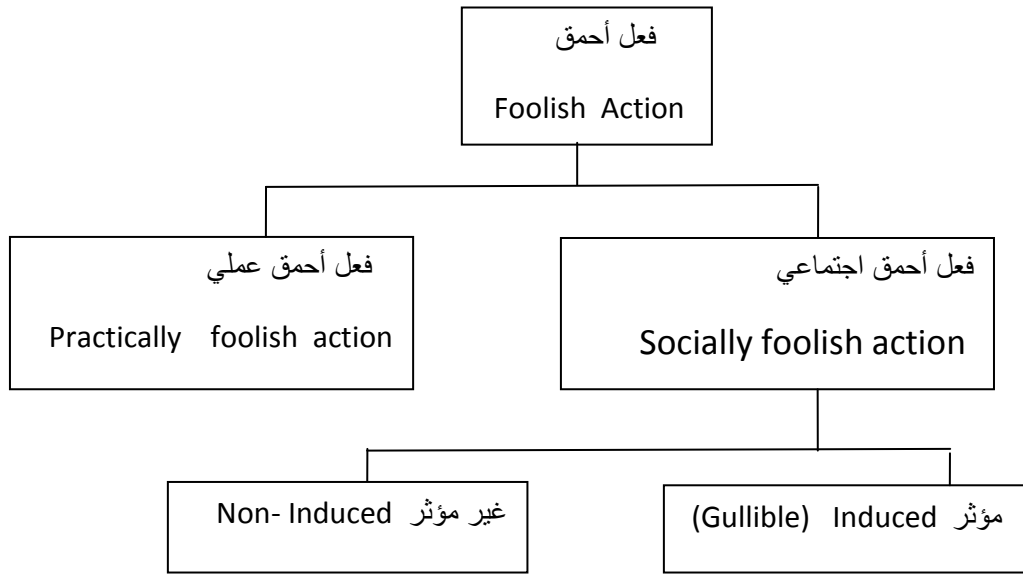 فعل أحمق
Foolish Action
فعل أحمق عملي
Practically foolish action
فعل أحمق اجتماعي
Socially foolish action
غير مؤثر Non- Induced
مؤثر Induced (Gullible)